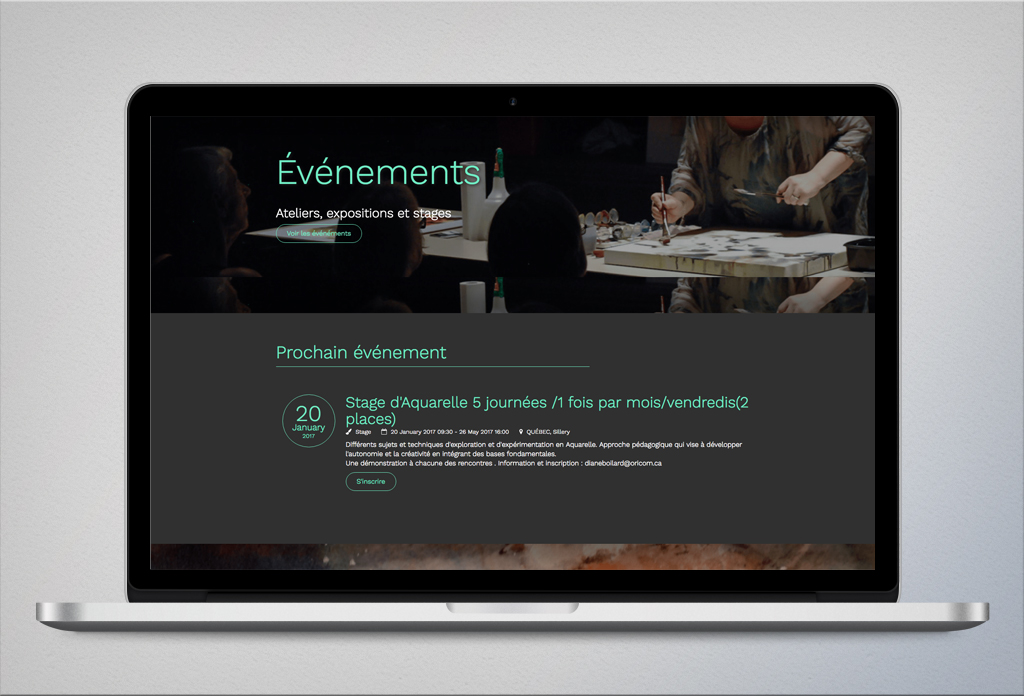 Événements
Ateliers, expositions et stages
Voir les événements
Prochain événement
20
January
2017
Stage d'Aquarelle 5 journées /1 fois par mois/vendredis(2
places)
Stage 20 January 2017 09:30 - 26 May 2017 16:00 QUÉBEC, Sillery
Différents sujets et techniques d'exploration et d'expérimentation en Aquarelle. Approche pédagogique qui vise à développer
l'autonomie et la créativité en intégrant des bases fondamentales.
Une démonstration à chacune des rencontres . Information et inscription : dianeboilard@oricom.ca
S'inscrire